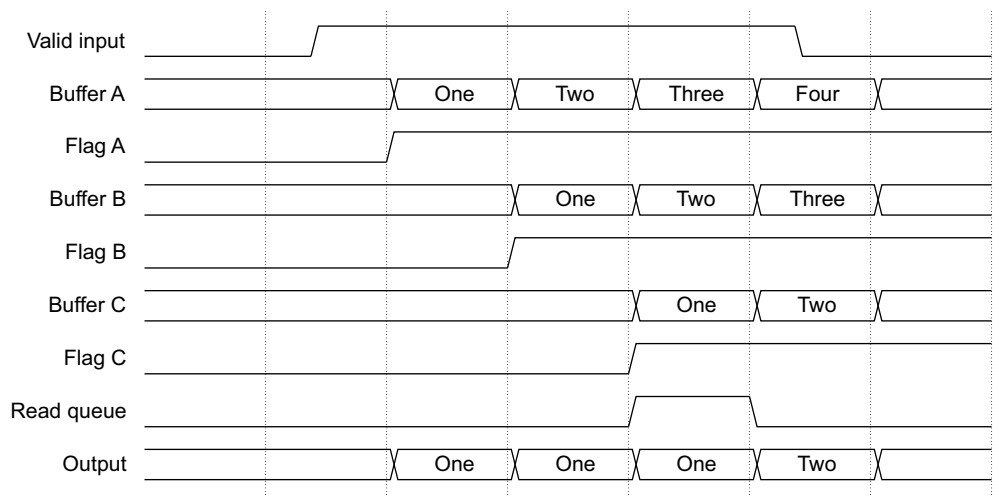 Valid input
Buffer A One Two Three Four
Flag A
Buffer B One Two Three
Flag B
Buffer C One Two
Flag C
Read queue
Output One One One Two